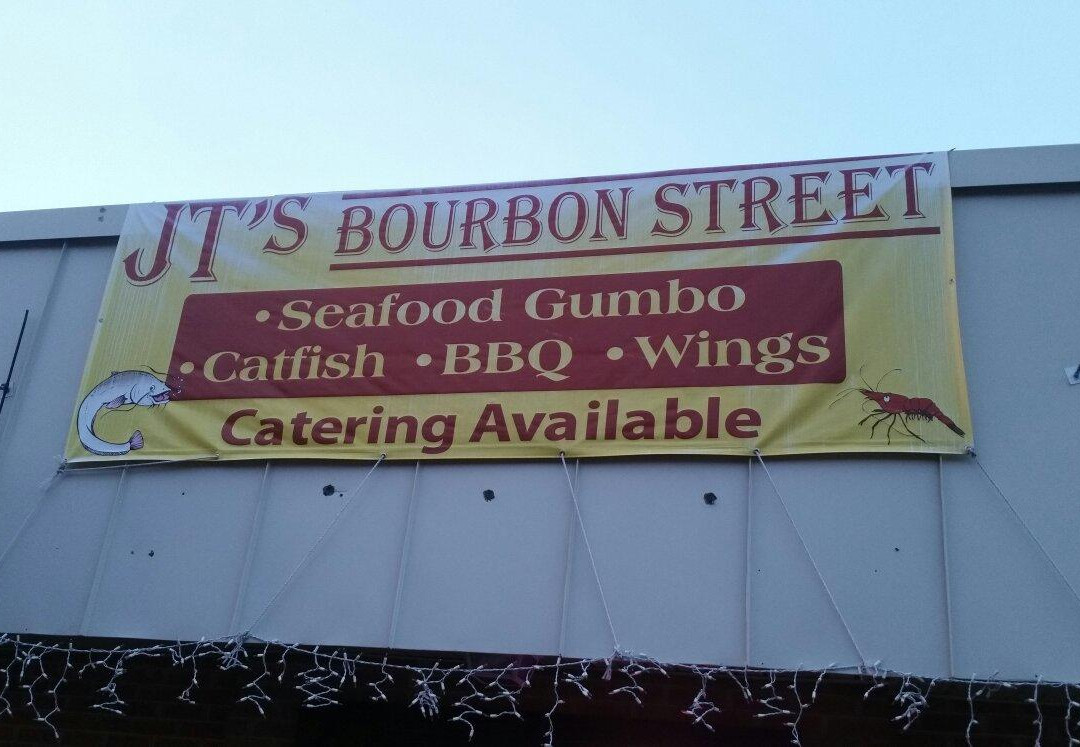 JT'S BOURBON STREET
• Seafood Gumbo
• Catfish • BBQ • Wings
Catering Available